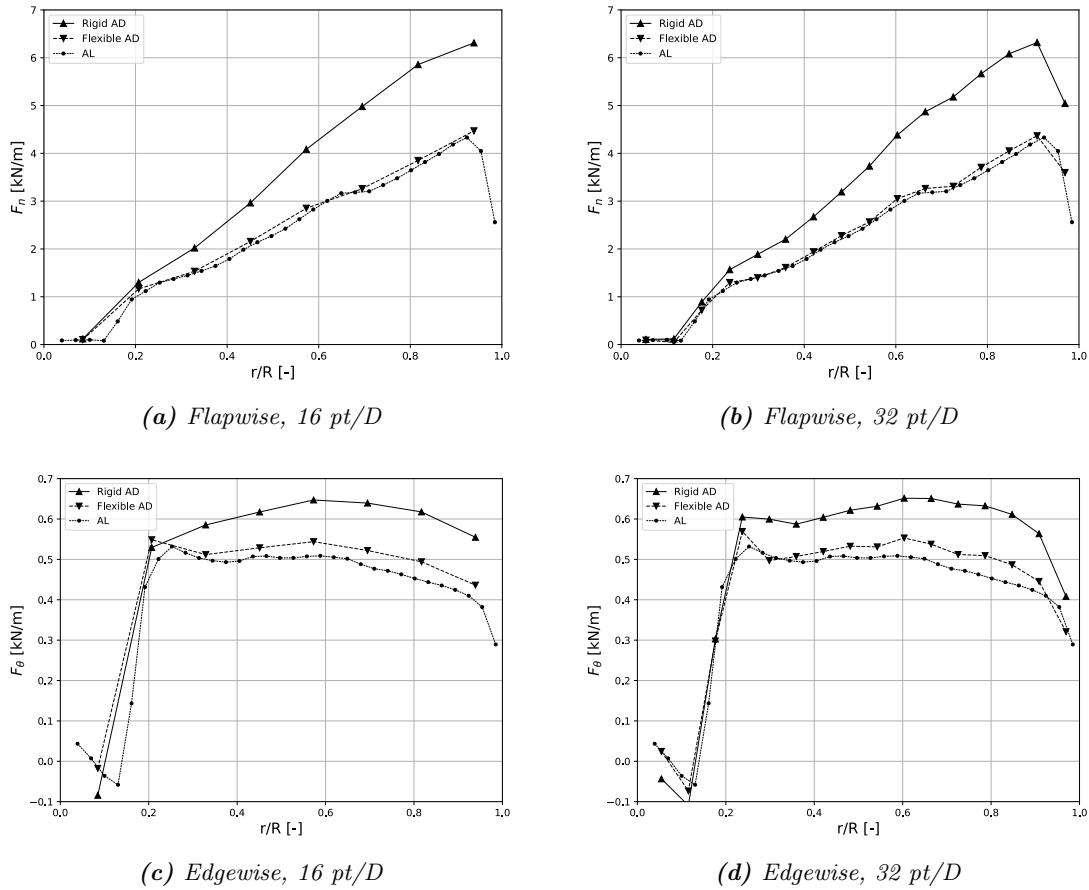 7
6
5
4
3
2
1
0
F_n [kN/m]
Rigid AD
Flexible AD
AL
0.0 0.2 0.4 0.6 0.8 1.0
r/R [-]
(a) Flapwise, 16 pt/D
7
6
5
4
3
2
1
0
F_n [kN/m]
Rigid AD
Flexible AD
AL
0.0 0.2 0.4 0.6 0.8 1.0
r/R [-]
(b) Flapwise, 32 pt/D
0.7
0.6
0.5
0.4
0.3
0.2
0.1
0.0
−0.1
F_θ [kN/m]
Rigid AD
Flexible AD
AL
0.0 0.2 0.4 0.6 0.8 1.0
r/R [-]
(c) Edgewise, 16 pt/D
0.7
0.6
0.5
0.4
0.3
0.2
0.1
0.0
−0.1
F_θ [kN/m]
Rigid AD
Flexible AD
AL
0.0 0.2 0.4 0.6 0.8 1.0
r/R [-]
(d) Edgewise, 32 pt/D